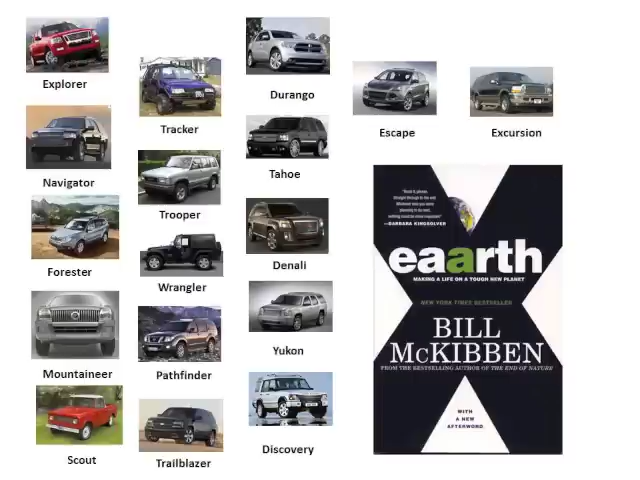 Explorer
Navigator
Forester
Mountaineer
Scout
Tracker
Trooper
Wrangler
Pathfinder
Trailblazer
Durango
Tahoe
Denali
Yukon
Discovery
Escape
Excursion
—BARBARA KINGSOLVER
eaarth
MAKING A LIFE ON A TOUGH NEW PLANET
NEW YORK TIMES BESTSELLER
BILL
McKIBBEN
FROM THE BESTSELLING AUTHOR OF THE END OF NATURE
WITH
A NEW
AFTERWORD